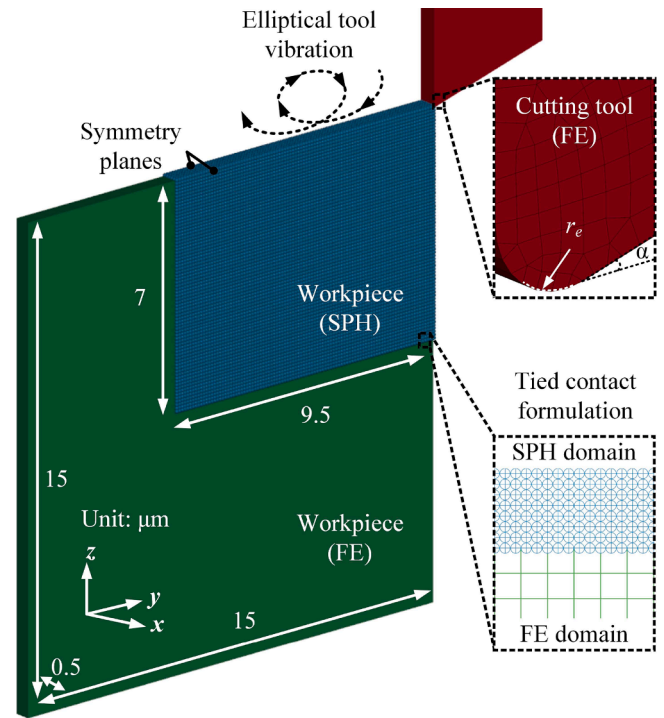 Elliptical tool
vibration
Symmetry
planes
Cutting tool
(FE)
r_e
α
7
Workpiece
(SPH)
9.5
Tied contact
formulation
SPH domain
FE domain
15
Unit: μm
Workpiece
(FE)
z
y
x
15
0.5